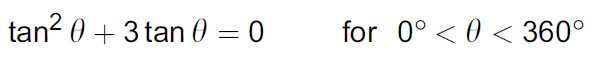 tan² θ + 3 tan θ = 0 for 0° < θ < 360°